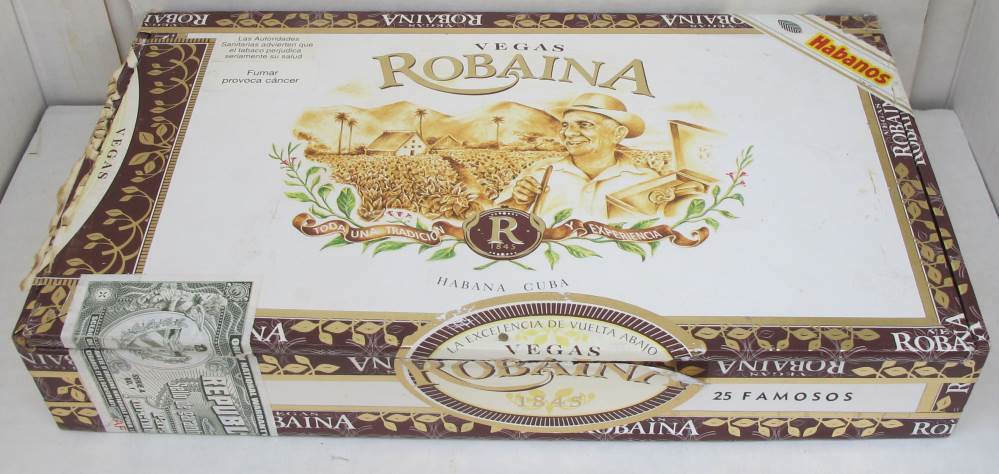 VEGAS
ROBAINA
VEGAS
ROBAINA
Las Autoridades
Sanitarias advierten que
el tabaco perjudica
seriamente su salud
Fumar
provoca cáncer
Habanos
VEGAS
VEGAS
ROBAINA
TODA UNA TRADICION
R
1845
Y EXPERIENCIA
HABANA CUBA
LA EXCELENCIA DE VUELTA ABAJO
VEGAS
ROBAINA
1845
25 FAMOSOS